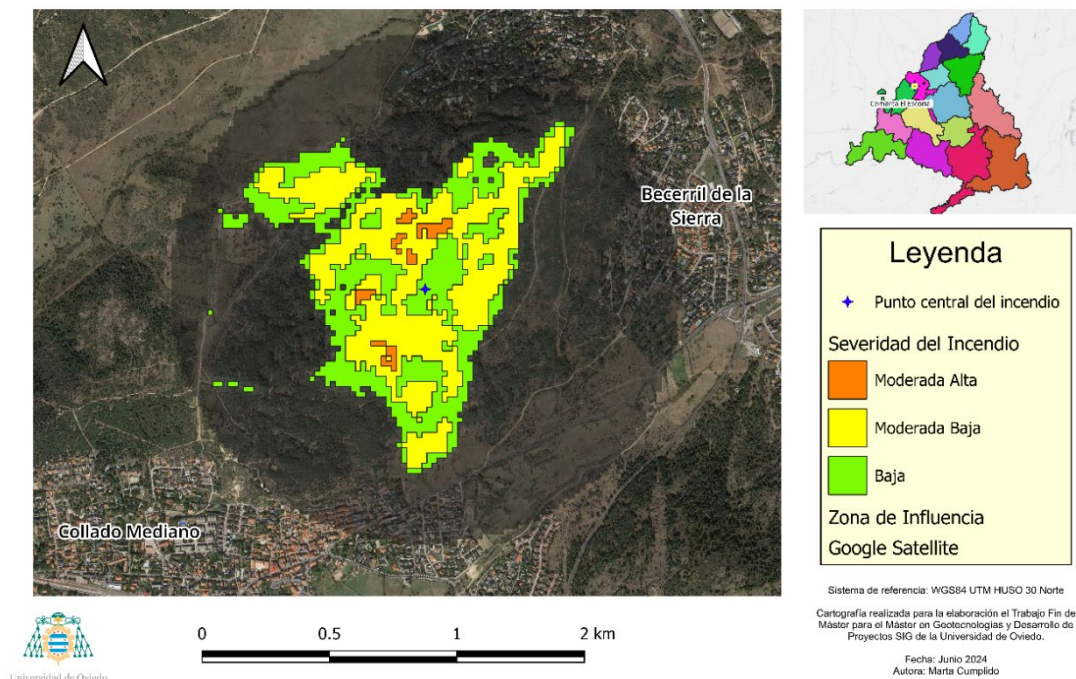 Becerril de la
Sierra
Collado Mediano
0 0.5 1 2 km
Universidad de Oviedo
Comarca El Escorial
Leyenda
Punto central del incendio
Severidad del Incendio
Moderada Alta
Moderada Baja
Baja
Zona de Influencia
Google Satellite
Sistema de referencia: WGS84 UTM HUSO 30 Norte
Cartografía realizada para la elaboración el Trabajo Fin de
Máster para el Máster en Geotecnologías y Desarrollo de
Proyectos SIG de la Universidad de Oviedo.
Fecha: Junio 2024
Autora: Marta Cumplido